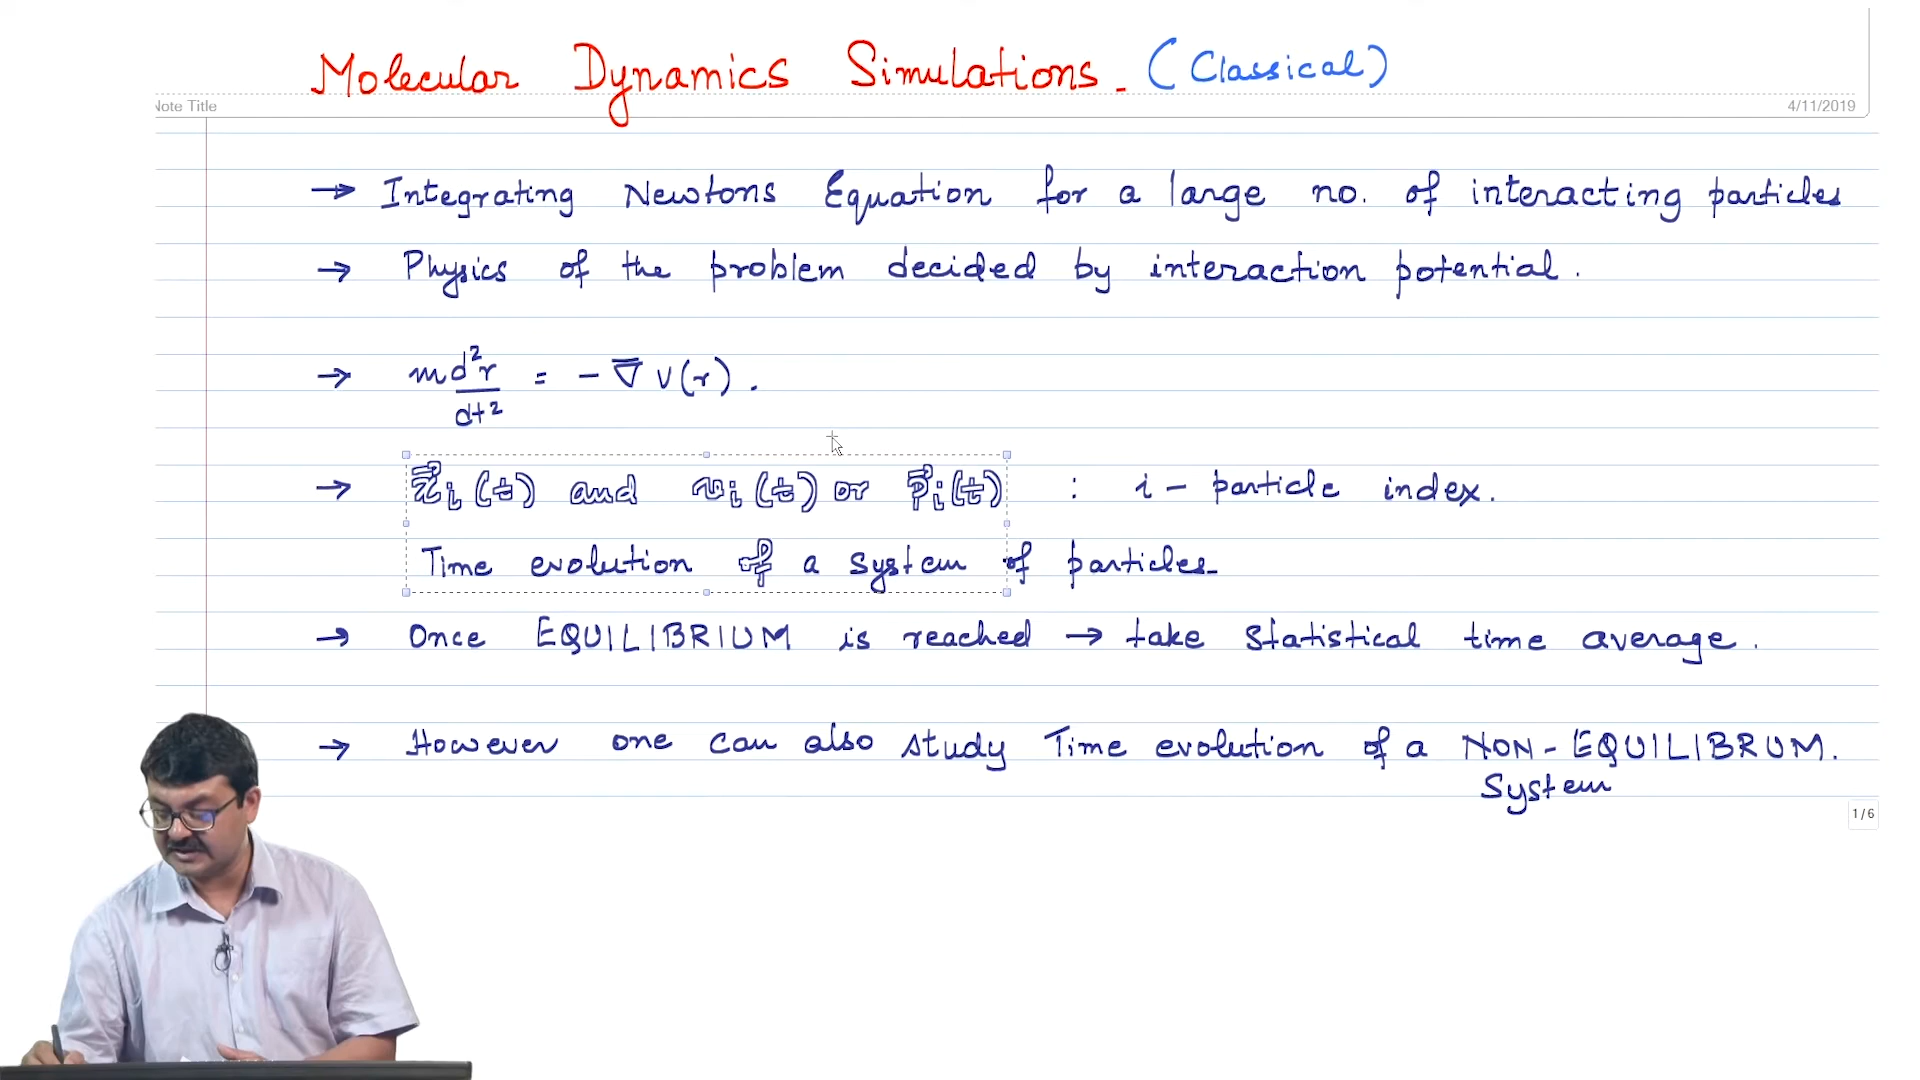 Molecular Dynamics Simulations. (Classical)
Note Title
4/11/2019
→ Integrating Newtons Equation for a large no. of interacting particles
→ Physics of the problem decided by interaction potential.
→ m d²r/dt² = - ∇̅ V(r).
→ x⃗i(t) and vi(t) or p⃗i(t) : i - particle index.
Time evolution of a system of particles.
→ Once EQUILIBRIUM is reached → take statistical time average.
→ However one can also study Time evolution of a NON-EQUILIBRUM.
System
1/6